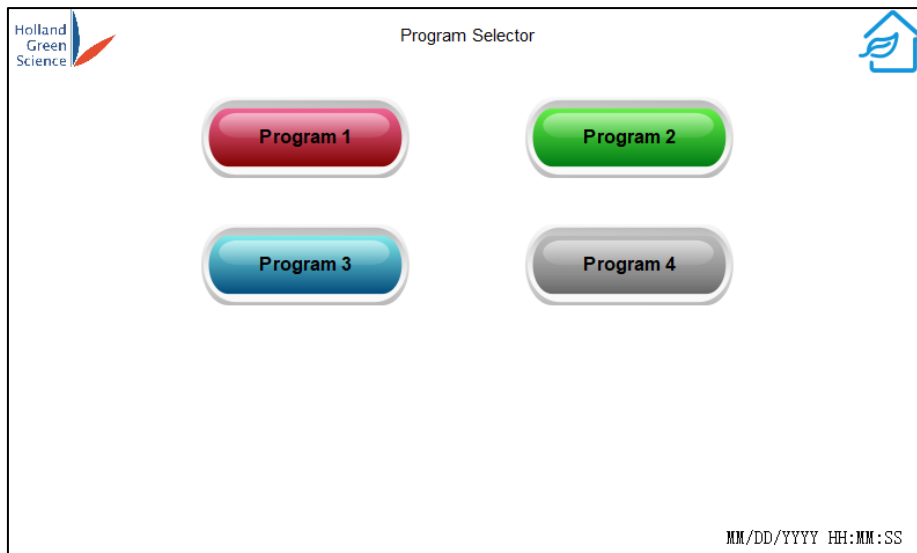 Holland
Green
Science
Program Selector
Program 1
Program 2
Program 3
Program 4
MM/DD/YYYY HH:MM:SS